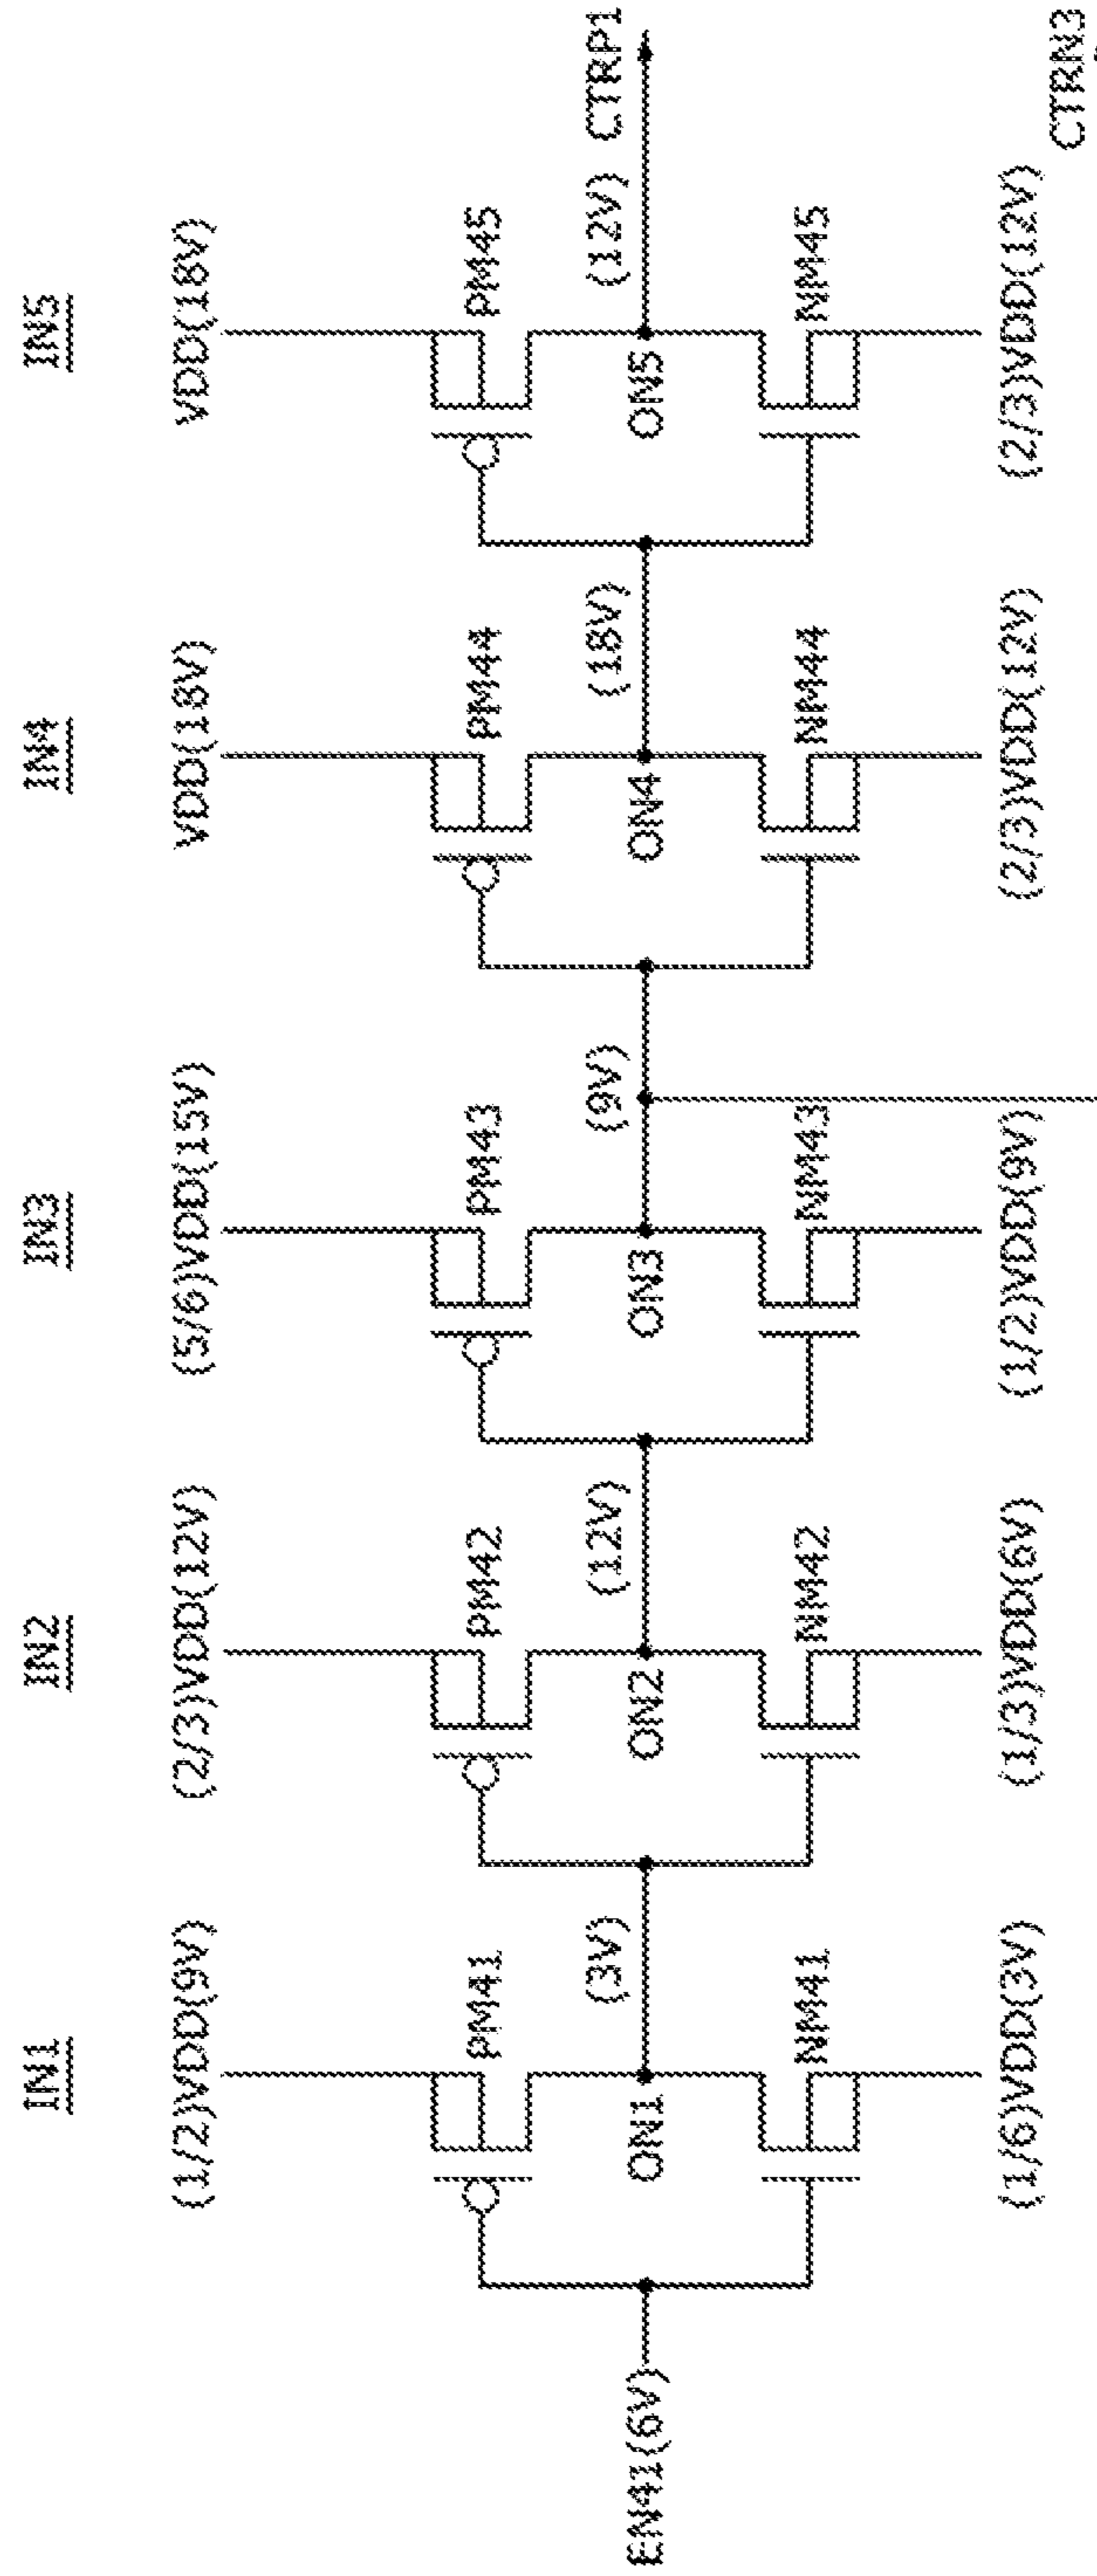 IN1
IN2
IN3
IN4
IN5
(1/2)VDD(9V)
(2/3)VDD(12V)
(5/6)VDD(15V)
VDD(18V)
VDD(18V)
PM41
PM42
PM43
PM44
PM45
EN41(6V)
ON1
(3V)
ON2
(12V)
ON3
(9V)
ON4
(18V)
ON5
(12V)
CTRP1
NM41
NM42
NM43
NM44
NM45
(1/6)VDD(3V)
(1/3)VDD(6V)
(1/2)VDD(9V)
(2/3)VDD(12V)
(2/3)VDD(12V)
CTRN3